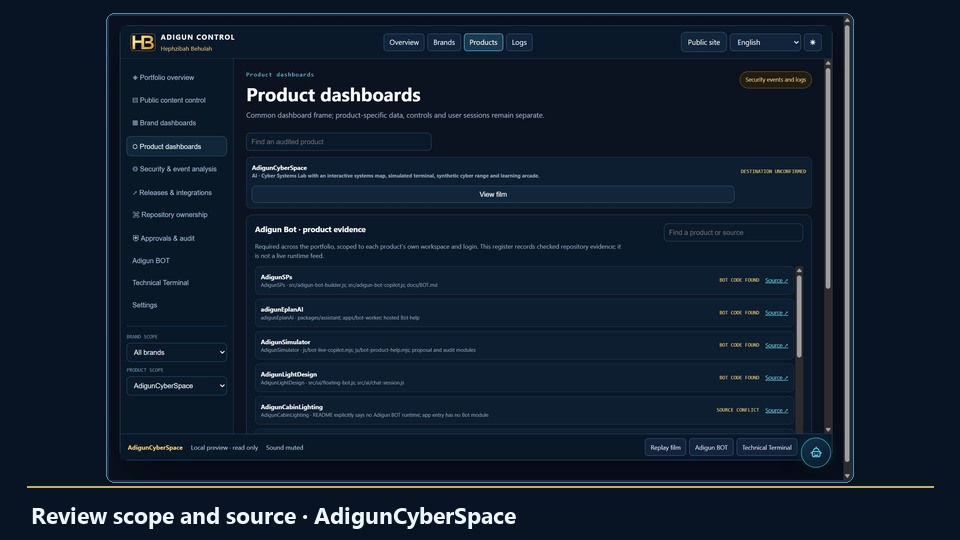 HB
ADIGUN CONTROL
Hephzibah Behulah
Overview
Brands
Products
Logs
Public site
English
Portfolio overview
Public content control
Brand dashboards
Product dashboards
Security & event analysis
Releases & integrations
Repository ownership
Approvals & audit
Adigun BOT
Technical Terminal
Settings
BRAND SCOPE
All brands
PRODUCT SCOPE
AdigunCyberSpace
Product dashboards
Product dashboards
Common dashboard frame; product-specific data, controls and user sessions remain separate.
Security events and logs
Find an audited product
AdigunCyberSpace
AI · Cyber Systems Lab with an interactive systems map, simulated terminal, synthetic cyber range and learning arcade.
DESTINATION UNCONFIRMED
View film
Adigun Bot · product evidence
Required across the portfolio, scoped to each product's own workspace and login. This register records checked repository evidence; it
is not a live runtime feed.
Find a product or source
AdigunSPs
AdigunSPs · src/adigun-bot-builder.js; src/adigun-bot-copilot.js; docs/BOT.md
BOT CODE FOUND
Source ↗
adigunEplanAI
adigunEplanAI · packages/assistant; apps/bot-worker; hosted Bot help
BOT CODE FOUND
Source ↗
AdigunSimulator
AdigunSimulator · js/bot-live-copilot.mjs; js/bot-product-help.mjs; proposal and audit modules
BOT CODE FOUND
Source ↗
AdigunLightDesign
AdigunLightDesign · src/ui/floating-bot.js; src/ai/chat-session.js
BOT CODE FOUND
Source ↗
AdigunCabinLighting
AdigunCabinLighting · README explicitly says no Adigun BOT runtime; app entry has no Bot module
SOURCE CONFLICT
Source ↗
AdigunCyberSpace
Local preview · read only
Sound muted
Replay film
Adigun BOT
Technical Terminal
Review scope and source · AdigunCyberSpace